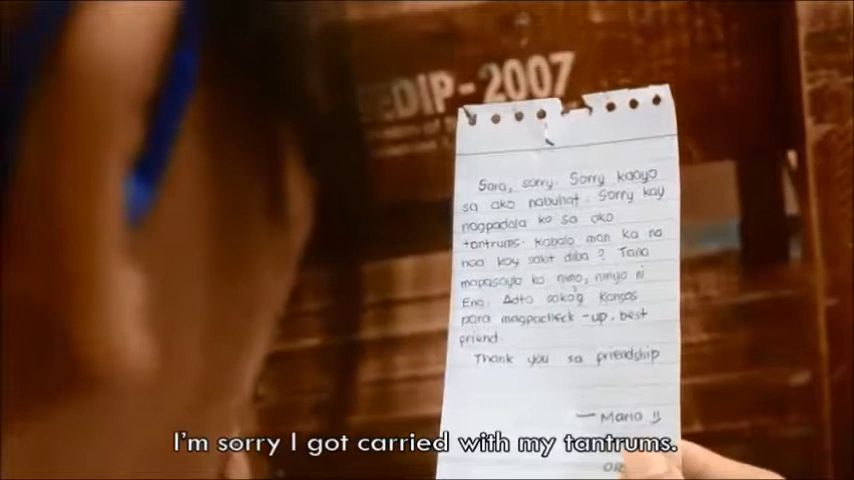 EDIP-2007
Sara, sorry. Sorry kaayo
sa ako nabuhat. Sorry kay
nagpadala ko sa ako
tantrums. Kabalo man ka na
naa koy sakit diba? Tana
mapasaylo ko nimo, ningo ni
Ena. Adto sako'g Kansas
para magpacheck-up, best
friend
Thank you sa friendship
— Maria
I'm sorry I got carried with my tantrums.